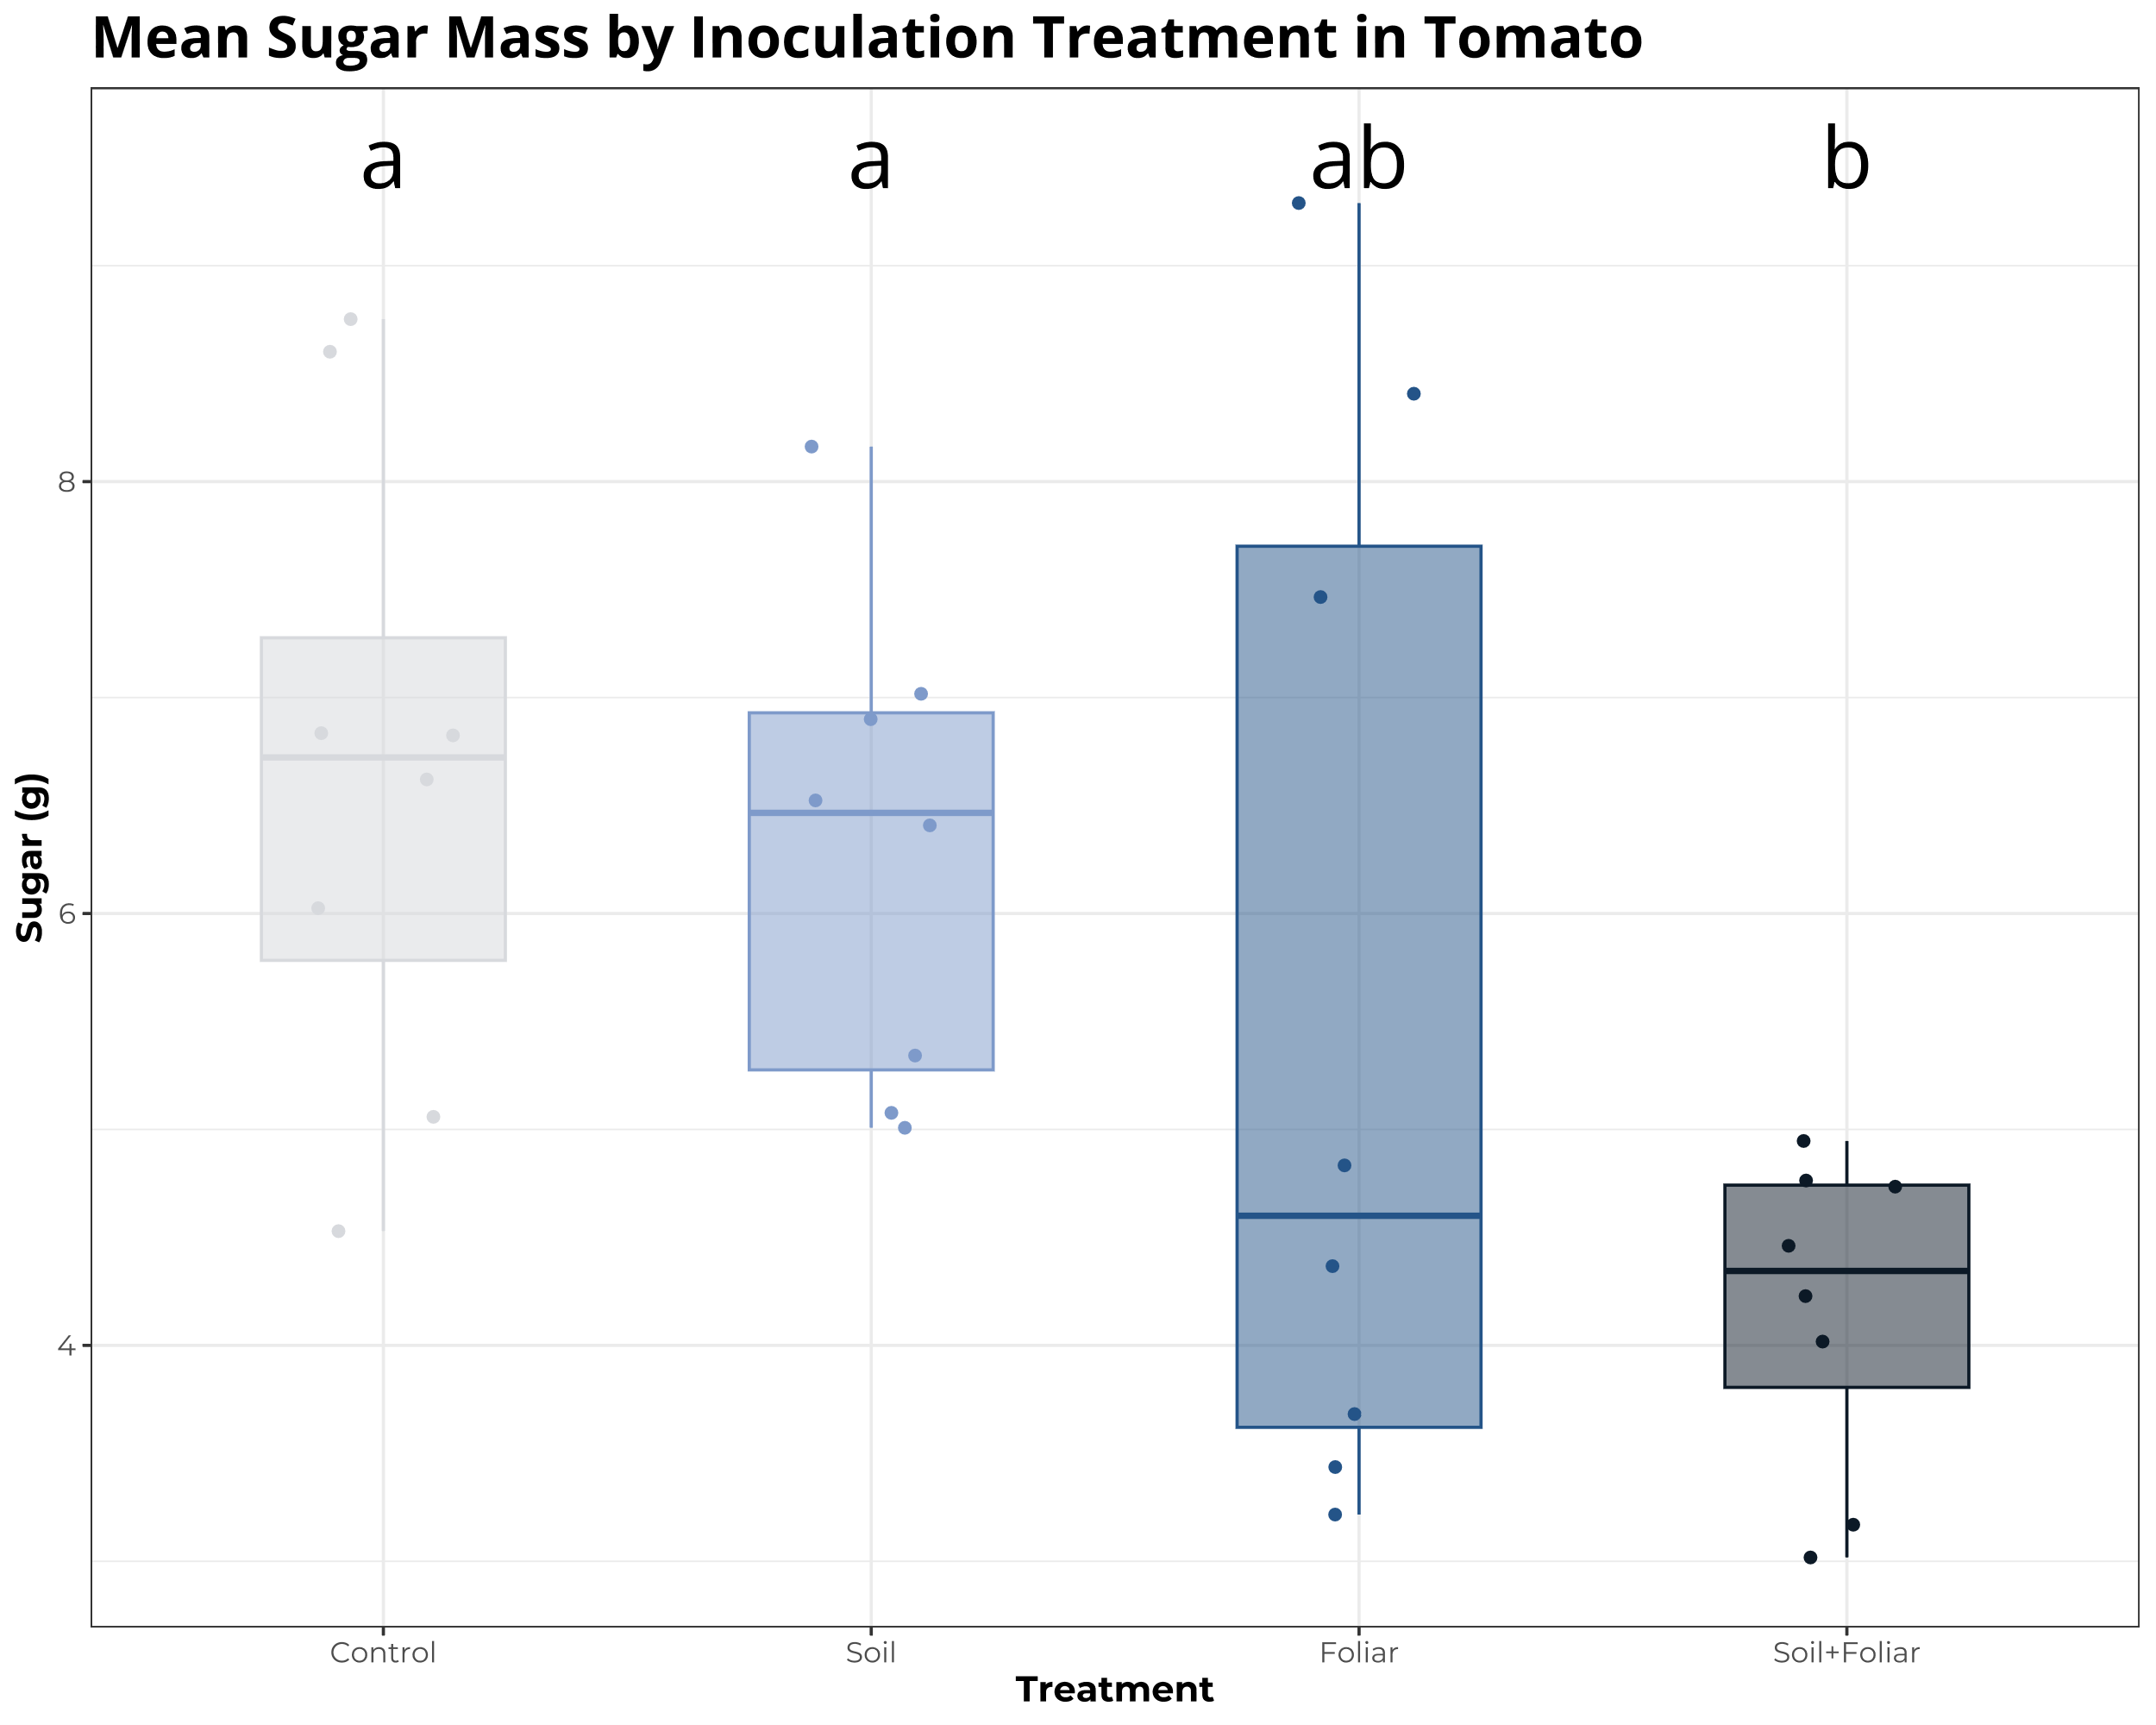 Mean Sugar Mass by Inoculation Treatment in Tomato
a a ab b
8
6
4
Sugar (g)
Control Soil Foliar Soil+Foliar
Treatment